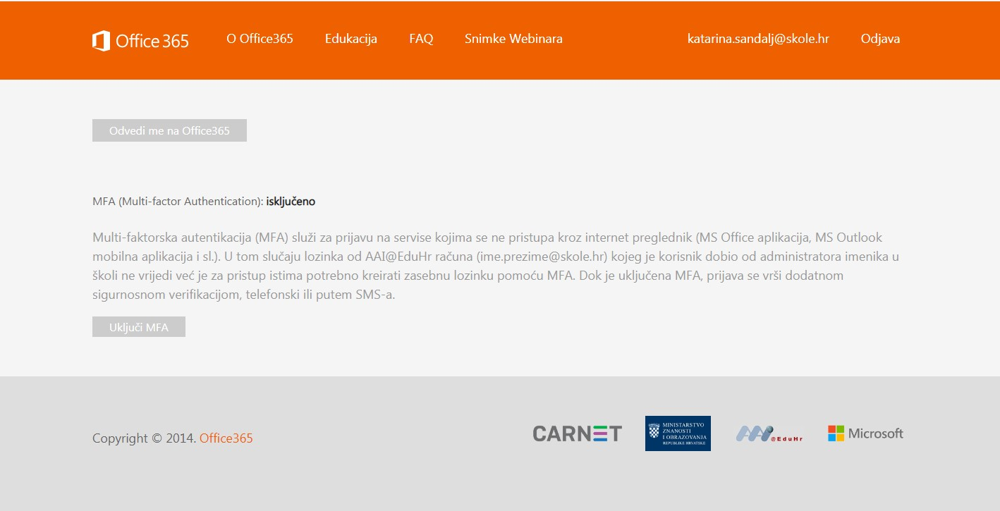 Office 365 O Office365 Edukacija FAQ Snimke Webinara katarina.sandalj@skole.hr Odjava
Odvedi me na Office365
MFA (Multi-factor Authentication): isključeno
Multi-faktorska autentikacija (MFA) služi za prijavu na servise kojima se ne pristupa kroz internet preglednik (MS Office aplikacija, MS Outlook
mobilna aplikacija i sl.). U tom slučaju lozinka od AAI@EduHr računa (ime.prezime@skole.hr) kojeg je korisnik dobio od administratora imenika u
školi ne vrijedi već je za pristup istima potrebno kreirati zasebnu lozinku pomoću MFA. Dok je uključena MFA, prijava se vrši dodatnom
sigurnosnom verifikacijom, telefonski ili putem SMS-a.
Uključi MFA
Copyright © 2014. Office365
CARNET
MINISTARSTVO
ZNANOSTI
I OBRAZOVANJA
REPUBLIKE HRVATSKE
AAI
@EduHr
Microsoft